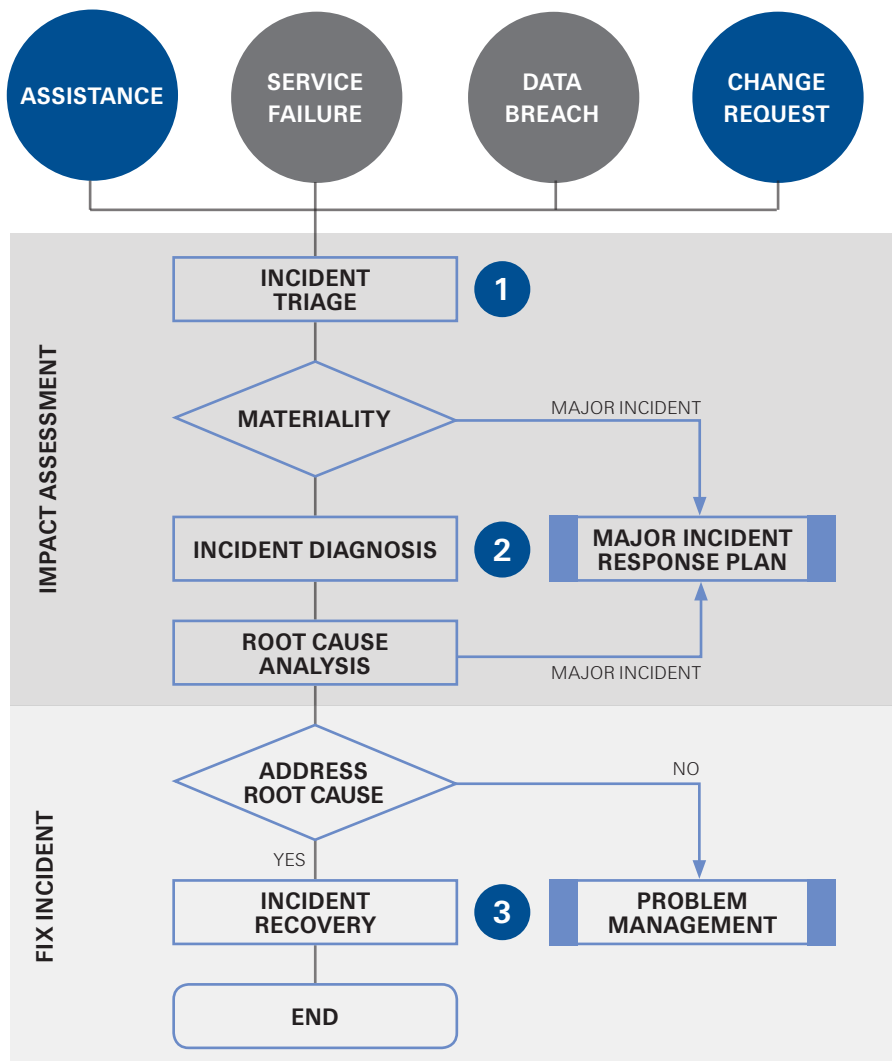 ASSISTANCE
SERVICE
FAILURE
DATA
BREACH
CHANGE
REQUEST
IMPACT ASSESSMENT
INCIDENT
TRIAGE
1
MATERIALITY
MAJOR INCIDENT
INCIDENT DIAGNOSIS
2
MAJOR INCIDENT
RESPONSE PLAN
ROOT CAUSE
ANALYSIS
MAJOR INCIDENT
FIX INCIDENT
ADDRESS
ROOT CAUSE
NO
YES
INCIDENT
RECOVERY
3
PROBLEM
MANAGEMENT
END